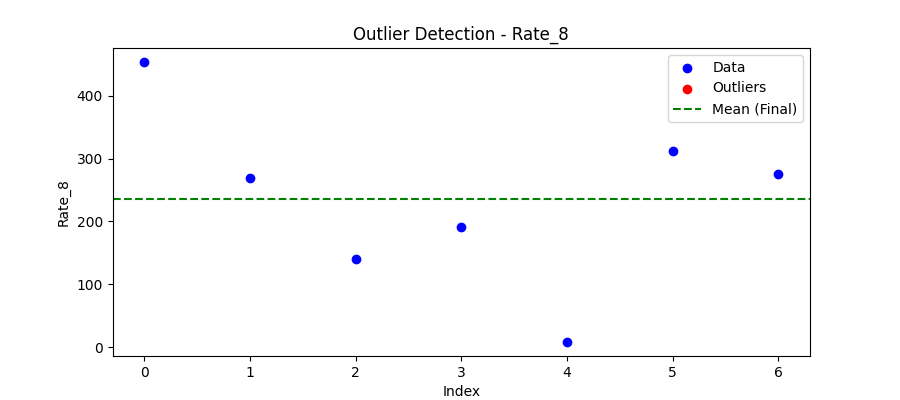 Outlier Detection - Rate_8
Data
Outliers
Mean (Final)
400
300
200
100
0
Rate_8
0 1 2 3 4 5 6
Index